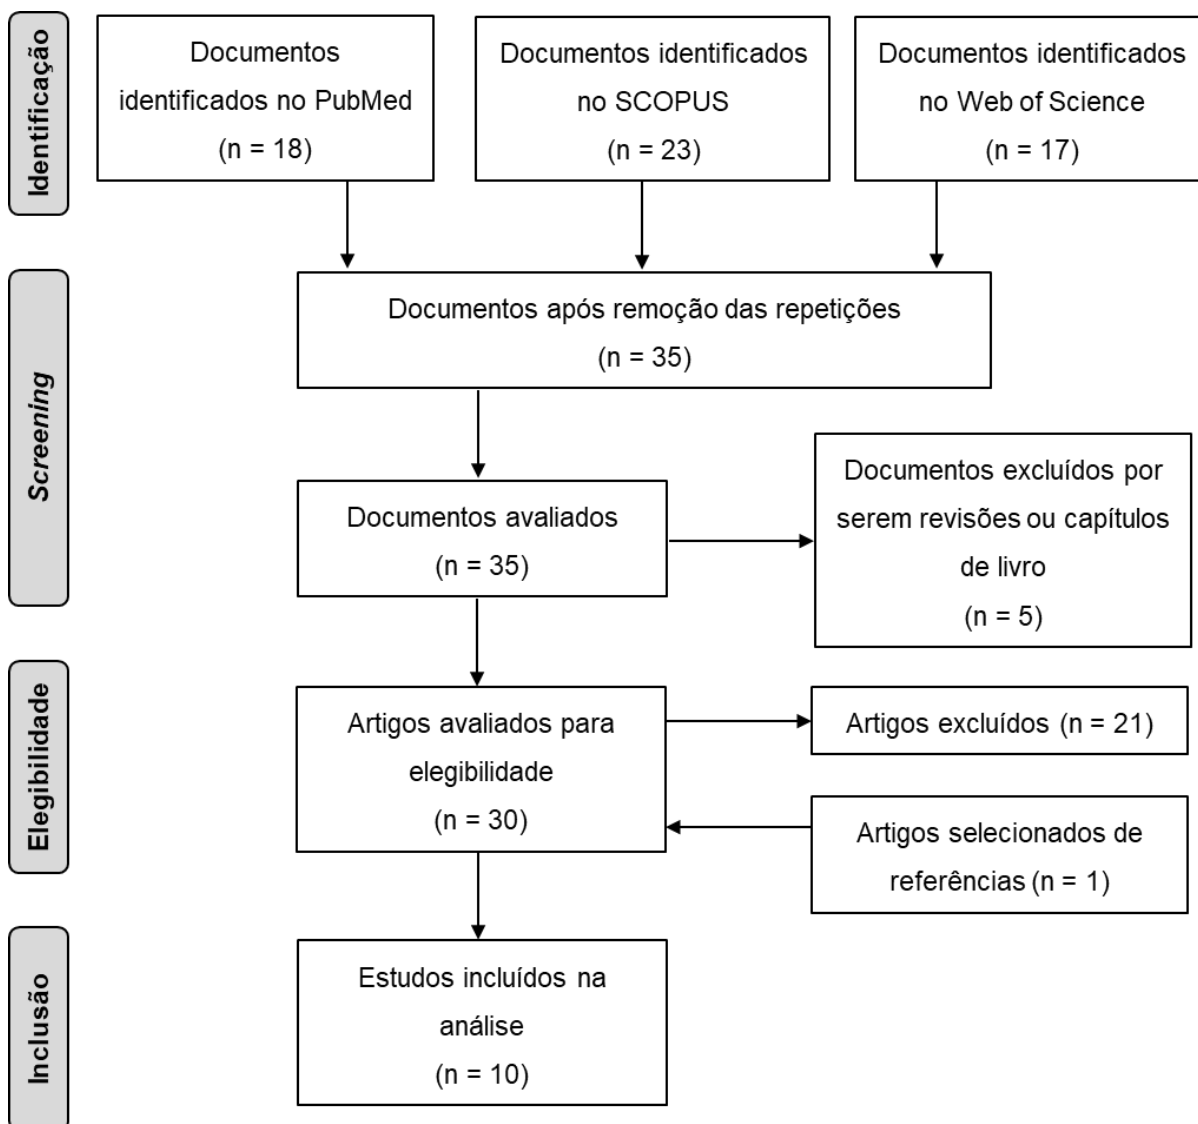 Identificação
Documentos
identificados no PubMed
(n = 18)
Documentos identificados
no SCOPUS
(n = 23)
Documentos identificados
no Web of Science
(n = 17)
Screening
Documentos após remoção das repetições
(n = 35)
Documentos avaliados
(n = 35)
Documentos excluídos por
serem revisões ou capítulos
de livro
(n = 5)
Elegibilidade
Artigos avaliados para
elegibilidade
(n = 30)
Artigos excluídos (n = 21)
Artigos selecionados de
referências (n = 1)
Inclusão
Estudos incluídos na
análise
(n = 10)